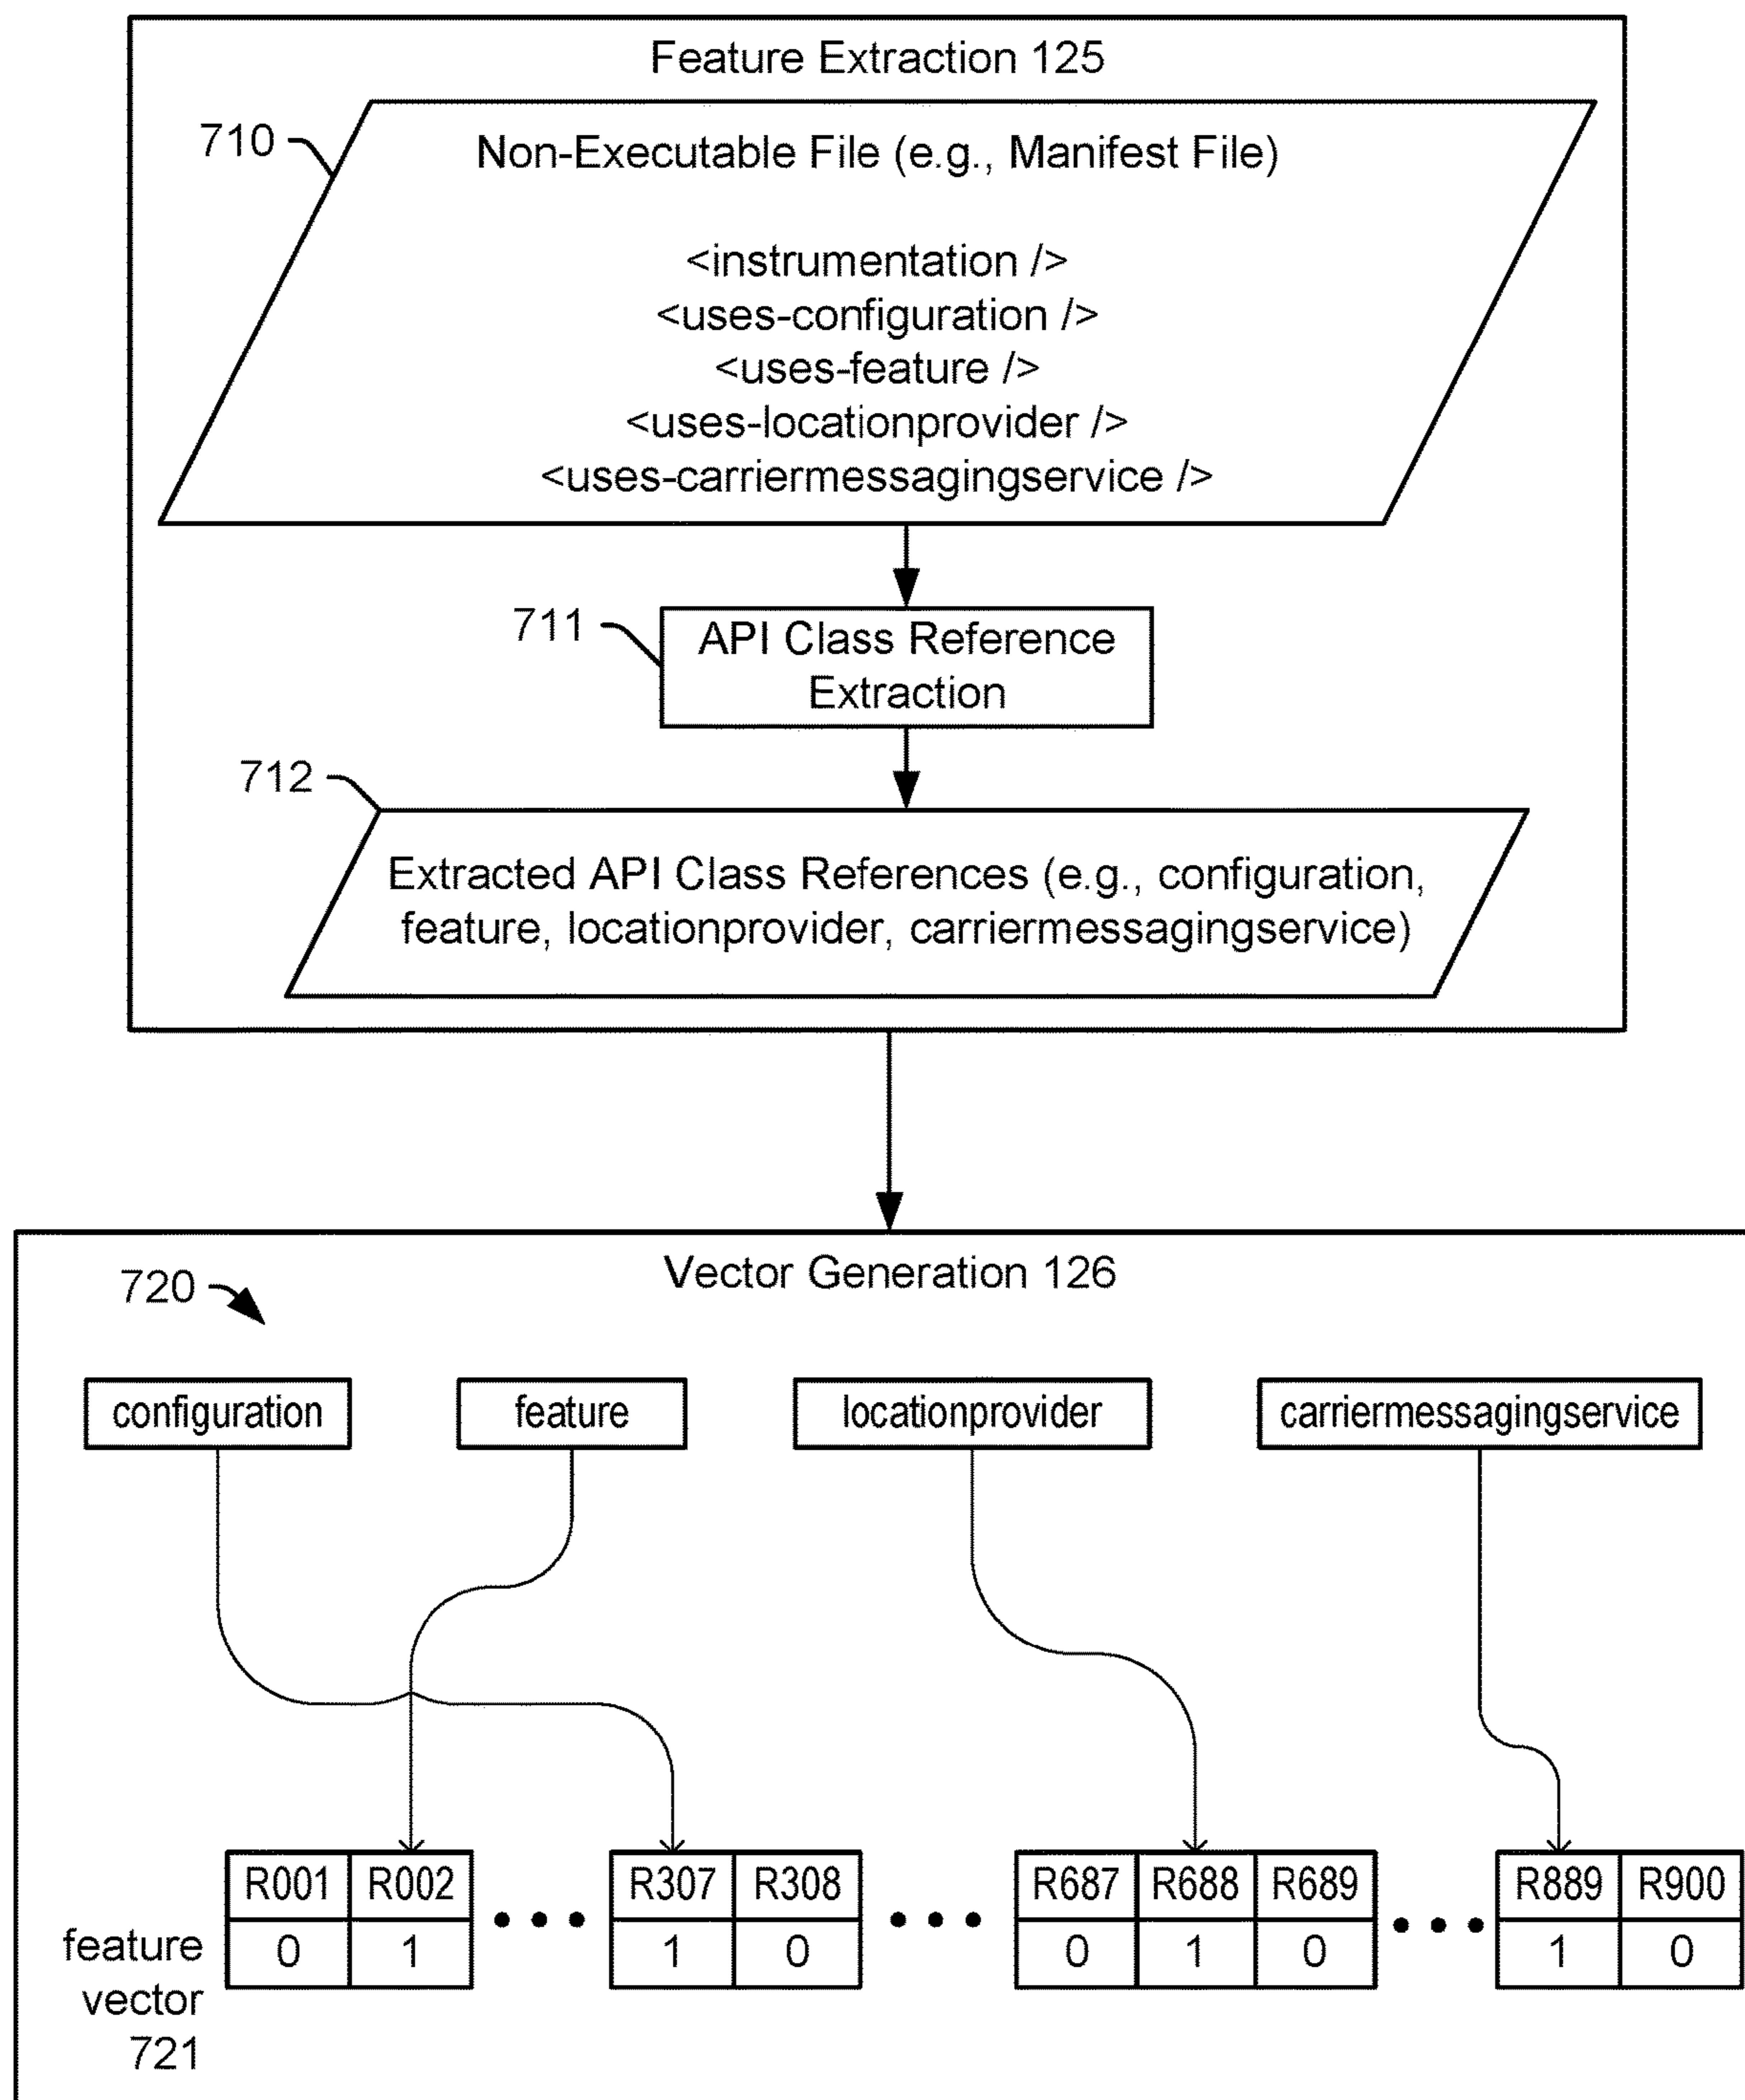 Feature Extraction 125
710
Non-Executable File (e.g., Manifest File)
<instrumentation />
<uses-configuration />
<uses-feature />
<uses-locationprovider />
<uses-carriermessagingservice />
711
API Class Reference
Extraction
712
Extracted API Class References (e.g., configuration,
feature, locationprovider, carriermessagingservice)
Vector Generation 126
720
configuration
feature
locationprovider
carriermessagingservice
R001 R002 R307 R308 R687 R688 R689 R889 R900
0 1 • • • 1 0 • • • 0 1 0 • • • 1 0
feature
vector
721